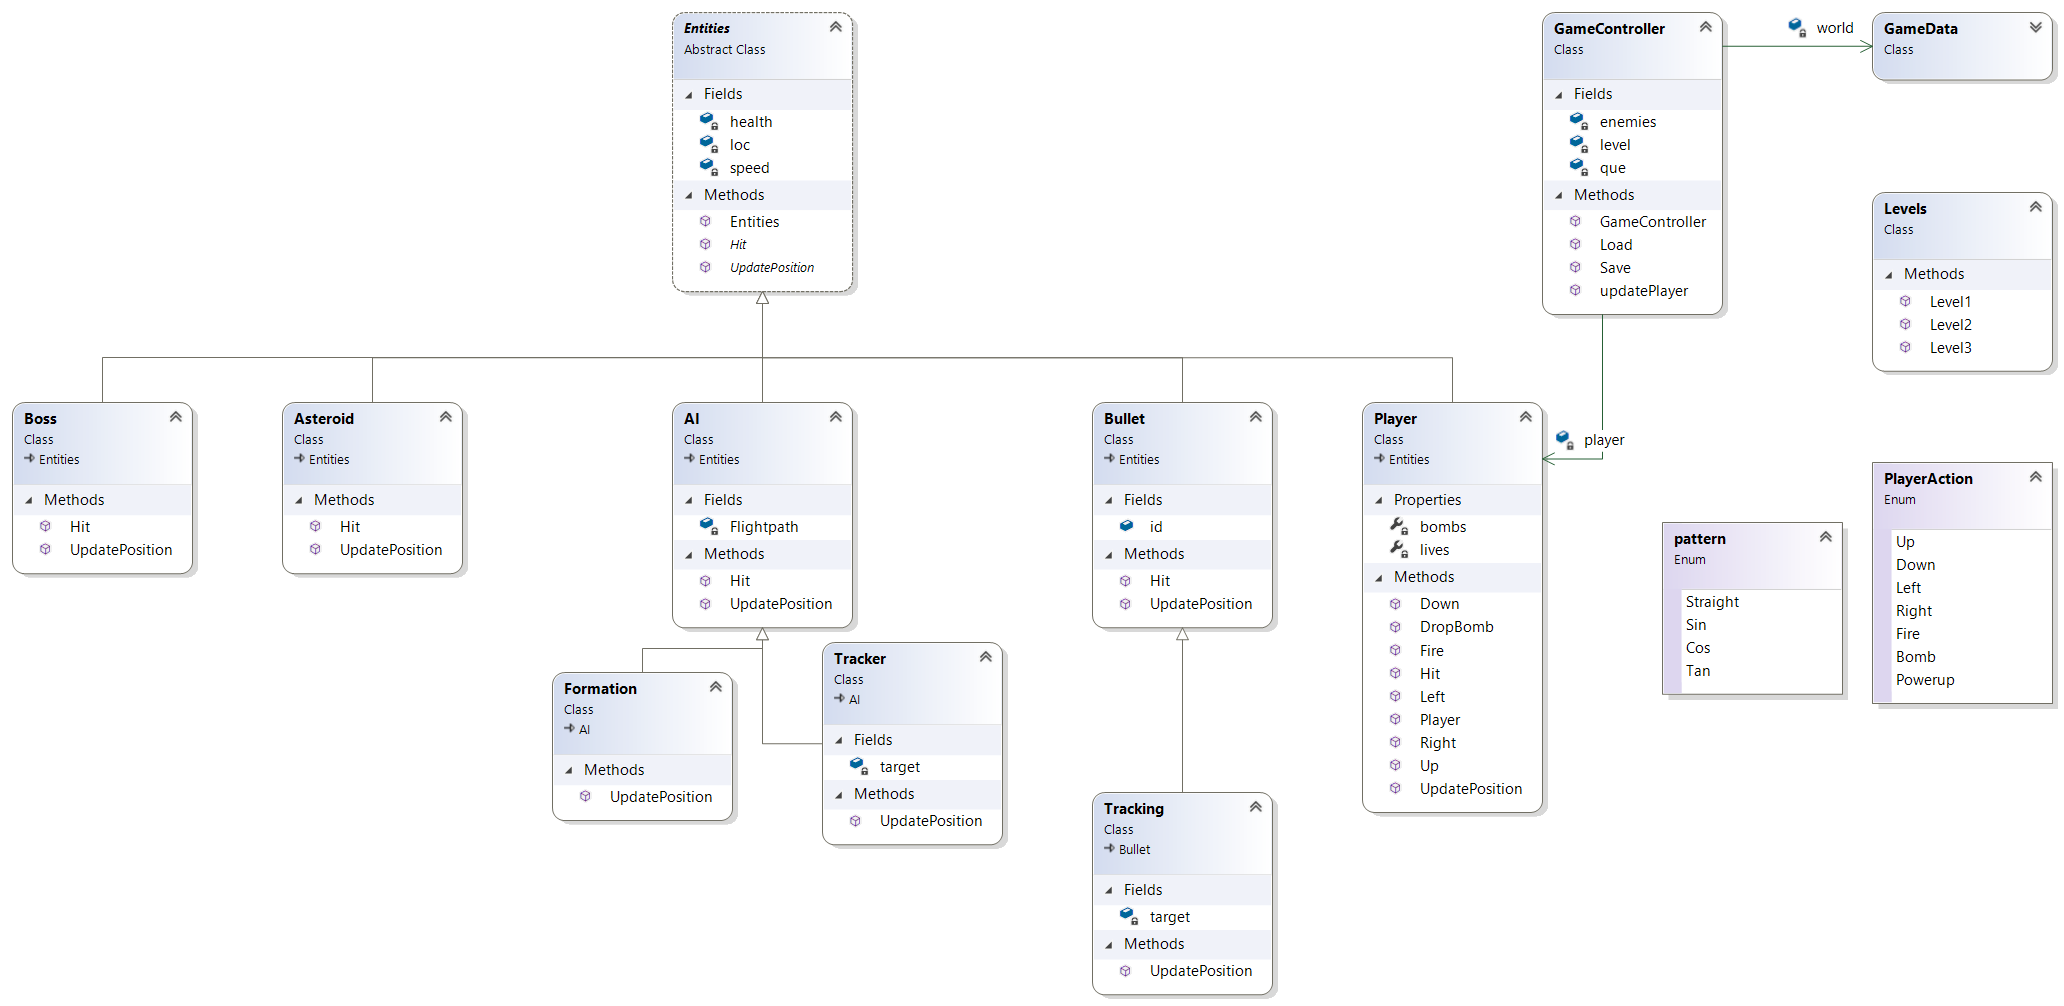 Entities
Abstract Class
Fields
health
loc
speed
Methods
Entities
Hit
UpdatePosition
GameController
Class
Fields
enemies
level
que
Methods
GameController
Load
Save
updatePlayer
world
GameData
Class
Levels
Class
Methods
Level1
Level2
Level3
Boss
Class
Entities
Methods
Hit
UpdatePosition
Asteroid
Class
Entities
Methods
Hit
UpdatePosition
AI
Class
Entities
Fields
Flightpath
Methods
Hit
UpdatePosition
Bullet
Class
Entities
Fields
id
Methods
Hit
UpdatePosition
Player
Class
Entities
Properties
bombs
lives
Methods
Down
DropBomb
Fire
Hit
Left
Player
Right
Up
UpdatePosition
player
pattern
Enum
Straight
Sin
Cos
Tan
PlayerAction
Enum
Up
Down
Left
Right
Fire
Bomb
Powerup
Formation
Class
AI
Methods
UpdatePosition
Tracker
Class
AI
Fields
target
Methods
UpdatePosition
Tracking
Class
Bullet
Fields
target
Methods
UpdatePosition